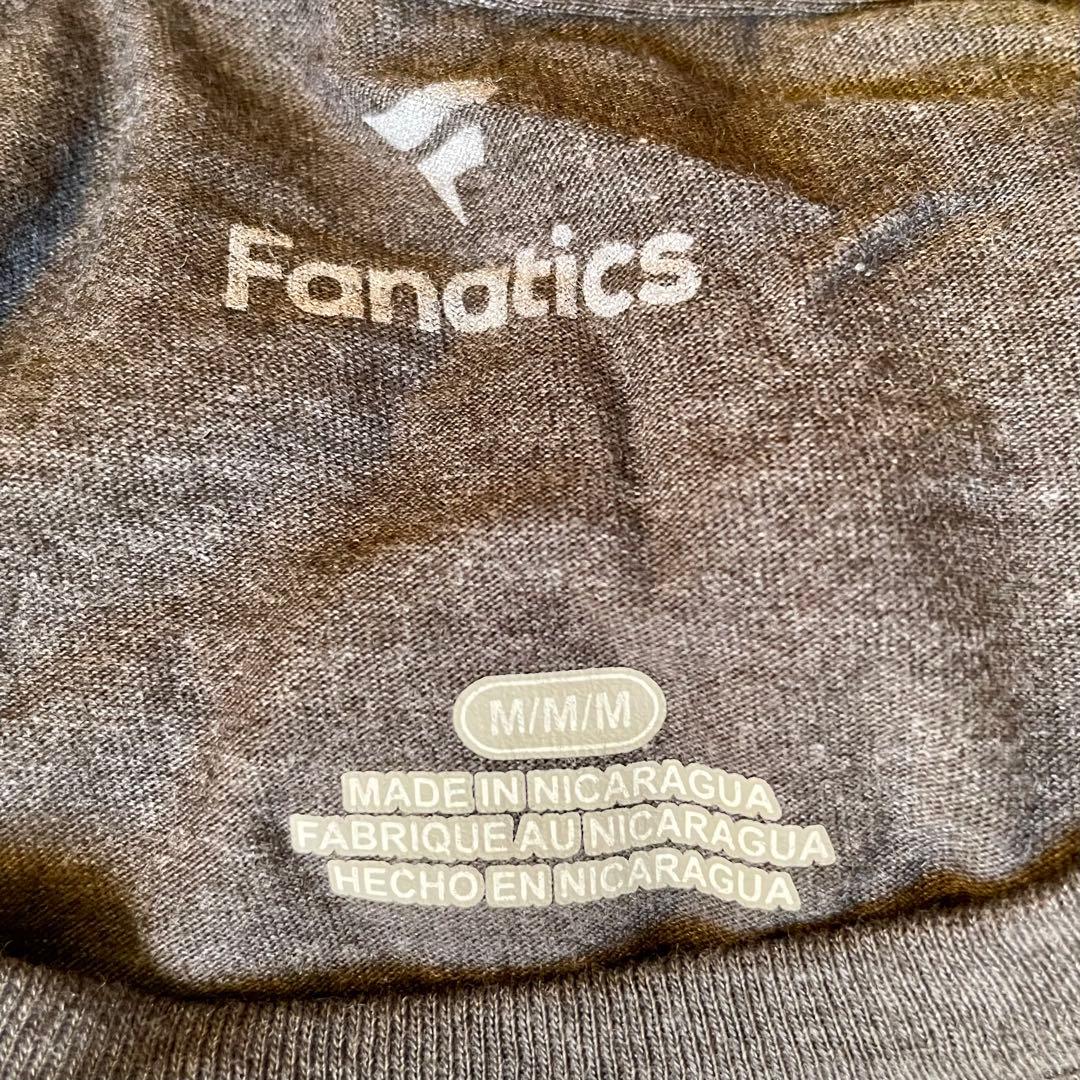 Fanatics
M/M/M
MADE IN NICARAGUA
FABRIQUE AU NICARAGUA
HECHO EN NICARAGUA